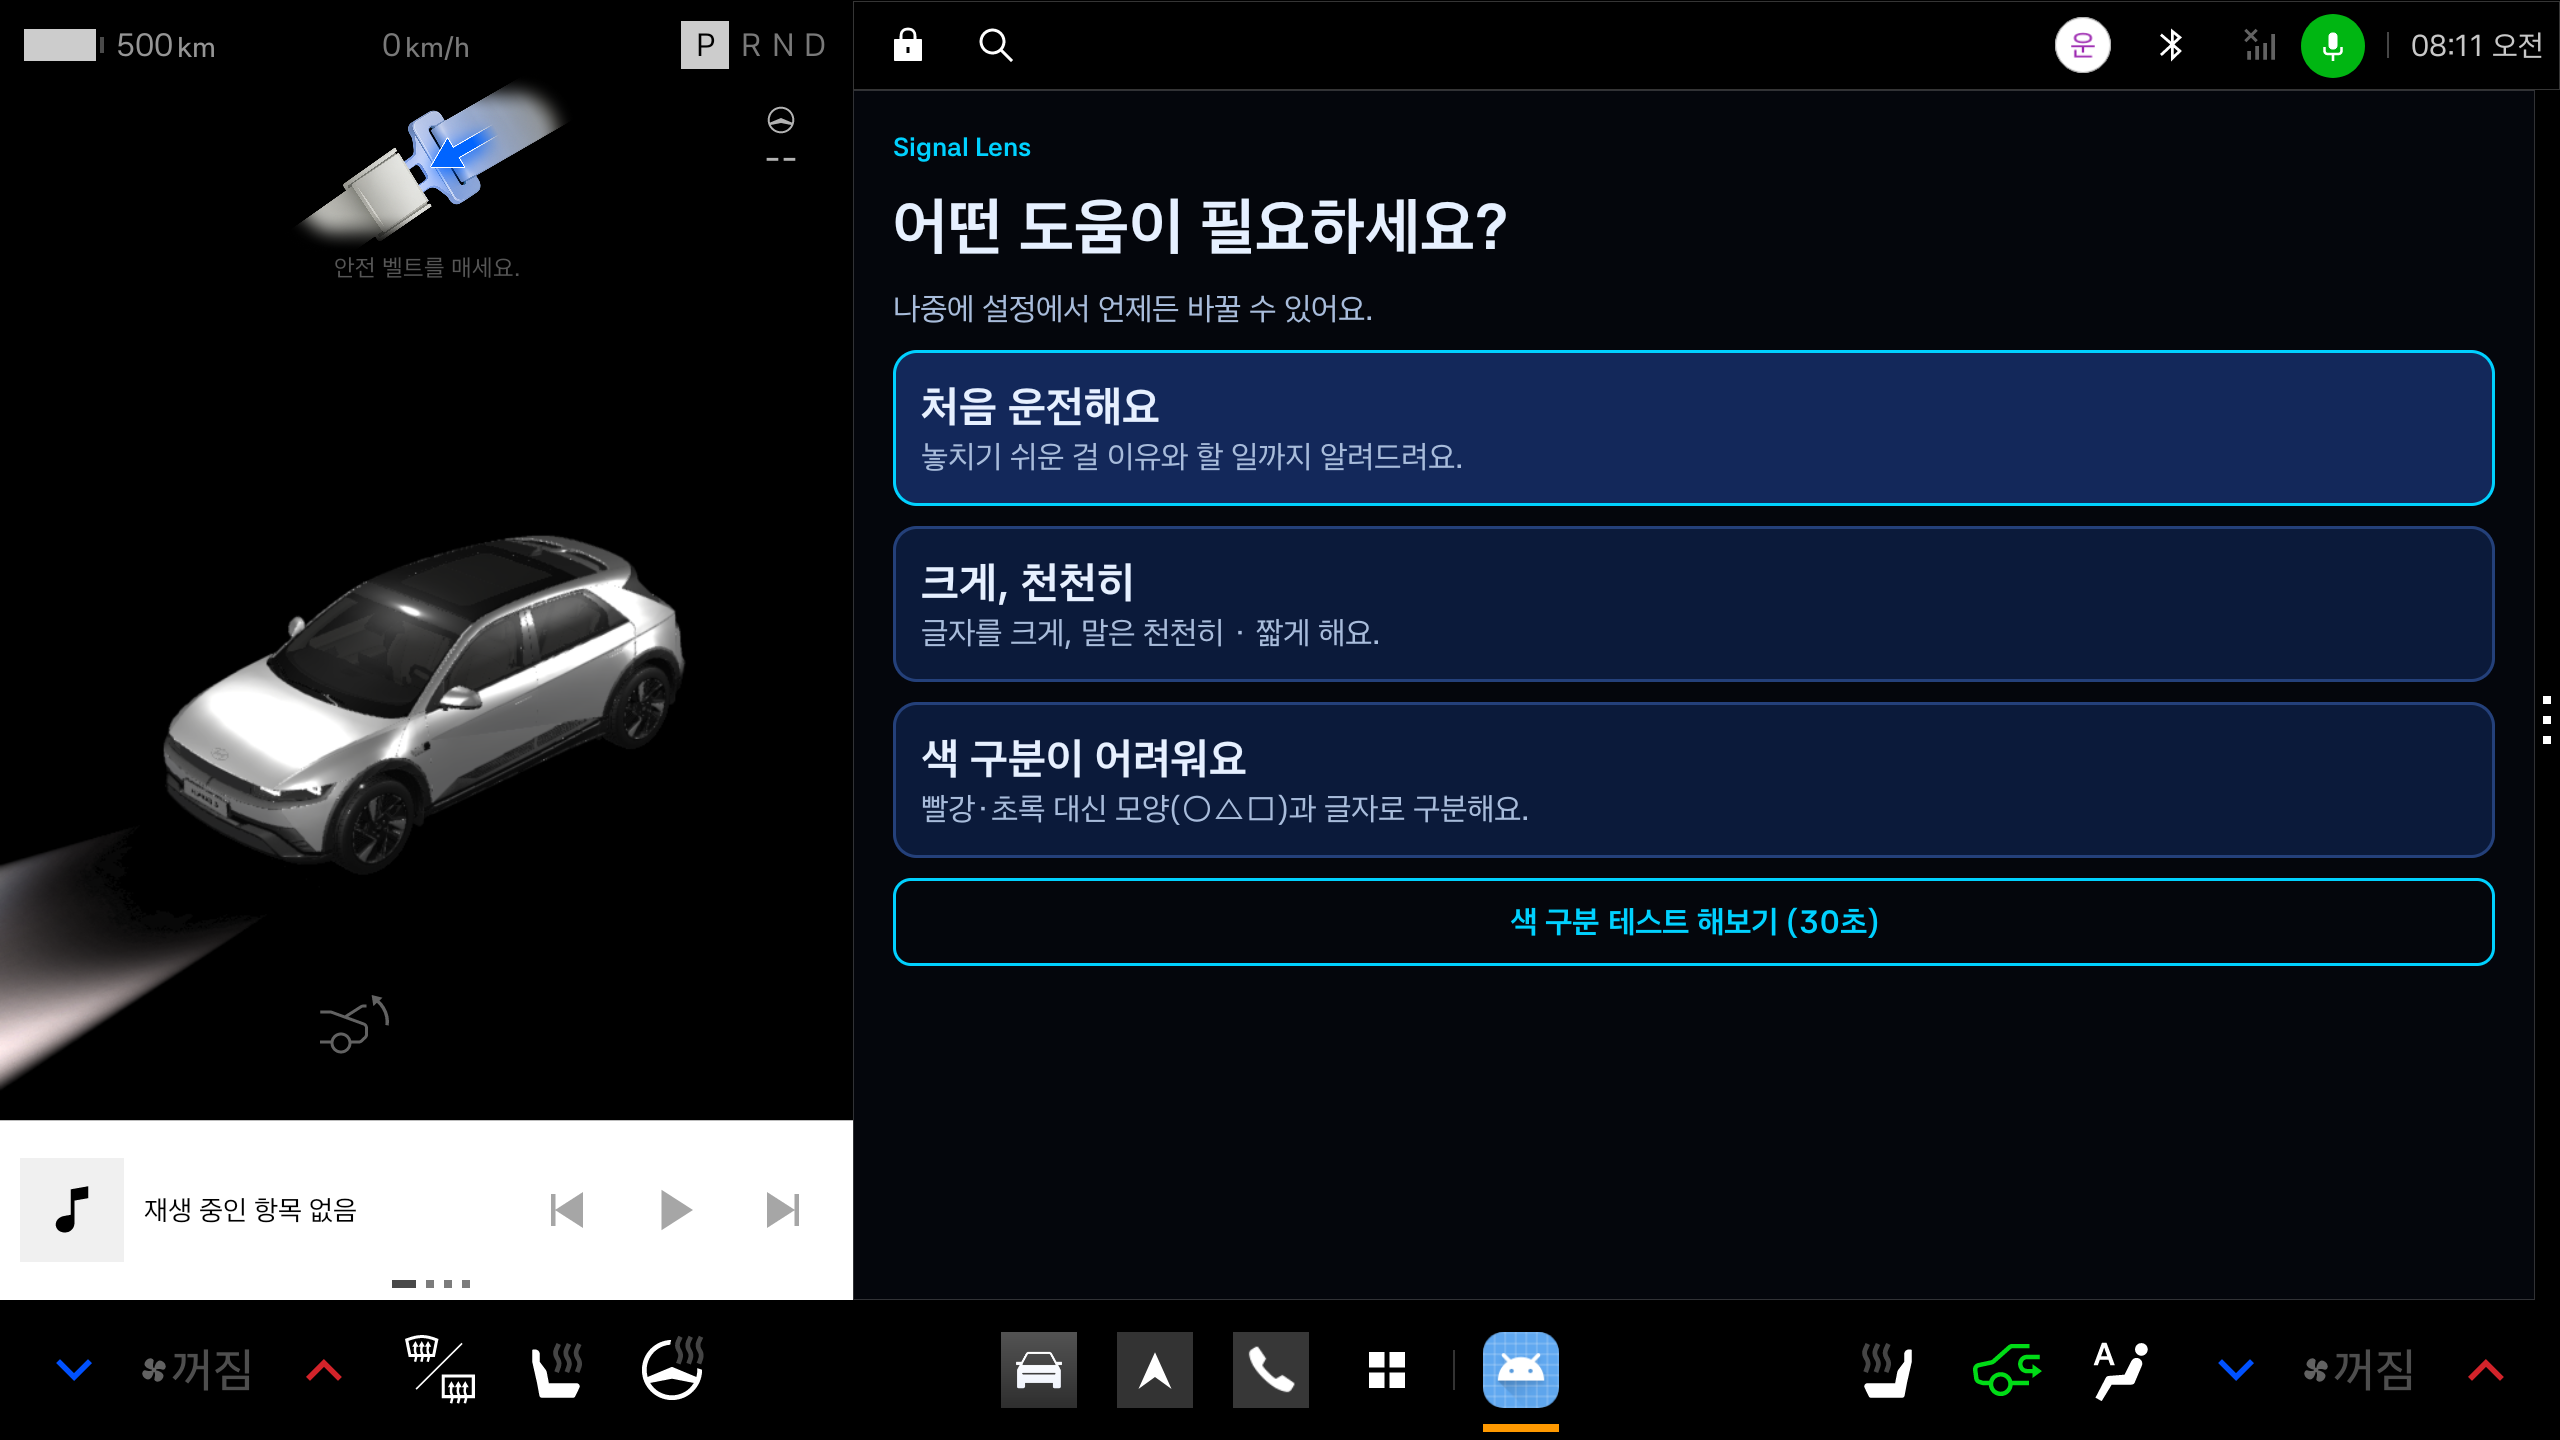 500 km
0 km/h
P R N D
운
08:11 오전
안전 벨트를 매세요.
Signal Lens
어떤 도움이 필요하세요?
나중에 설정에서 언제든 바꿀 수 있어요.
처음 운전해요
놓치기 쉬운 걸 이유와 할 일까지 알려드려요.
크게, 천천히
글자를 크게, 말은 천천히 · 짧게 해요.
색 구분이 어려워요
빨강·초록 대신 모양(○△□)과 글자로 구분해요.
색 구분 테스트 해보기 (30초)
재생 중인 항목 없음
꺼짐
A
꺼짐